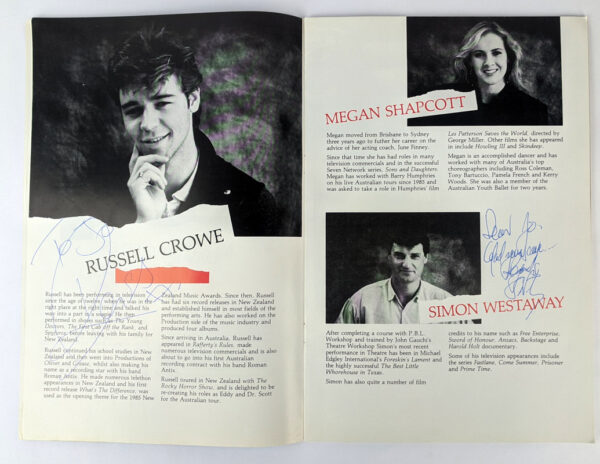 RUSSELL CROWE
Russell has been performing in television
since the age of twelve, when he was in the
right place at the right time and talked his
way into a part in a series. He then
performed in shows such as The Young
Doctors, The Last Cab off the Rank, and
Spyforce before leaving with his family for
New Zealand.
Russell continued his school studies in New
Zealand and then went into Productions of
Oliver and Grease, whilst also making his
name as a recording star with his band
Roman Antix. He made numerous telethon
appearances in New Zealand and his first
record release What's The Difference, was
used as the opening theme for the 1985 New
Zealand Music Awards. Since then, Russell
has had six record releases in New Zealand
and established himself in most fields of the
performing arts. He has also worked on the
Production side of the music industry and
produced four albums.
Since arriving in Australia, Russell has
appeared in Rafferty's Rules, made
numerous television commercials and is also
about to go into his first Australian
recording contract with his band Roman
Antix.
Russell toured in New Zealand with The
Rocky Horror Show, and is delighted to be
re-creating his roles as Eddy and Dr. Scott
for the Australian tour.
MEGAN SHAPCOTT
Megan moved from Brisbane to Sydney
three years ago to futher her career on the
advice of her acting coach, June Finney.
Since that time she has had roles in many
television commercials and in the successful
Seven Network series, Sons and Daughters.
Megan has worked with Barry Humphries
on his live Australian tours since 1985 and
was asked to take a role in Humphries' film
Les Patterson Saves the World, directed by
George Miller. Other films she has appeared
in include Howling III and Skindeep.
Megan is an accomplished dancer and has
worked with many of Australia's top
choreographers including Ross Coleman,
Tony Bartuccio, Pamela French and Kerry
Woods. She was also a member of the
Australian Youth Ballet for two years.
SIMON WESTAWAY
After completing a course with P.B.L.
Workshop and trained by John Gauchi's
Theatre Workshop Simon's most recent
performance in Theatre has been in Michael
Edgley International's Foreskin's Lament and
the highly successful The Best Little
Whorehouse in Texas.
Simon has also quite a number of film
credits to his name such as Free Enterprise,
Sword of Honour, Amsars, Backstage and
Harold Holt documentary.
Some of his television appearances include
the series Fastlane, Come Summer, Prisoner
and Prime Time.